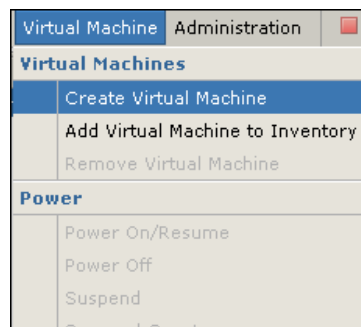 Virtual Machine Administration
Virtual Machines
Create Virtual Machine
Add Virtual Machine to Inventory
Remove Virtual Machine
Power
Power On/Resume
Power Off
Suspend